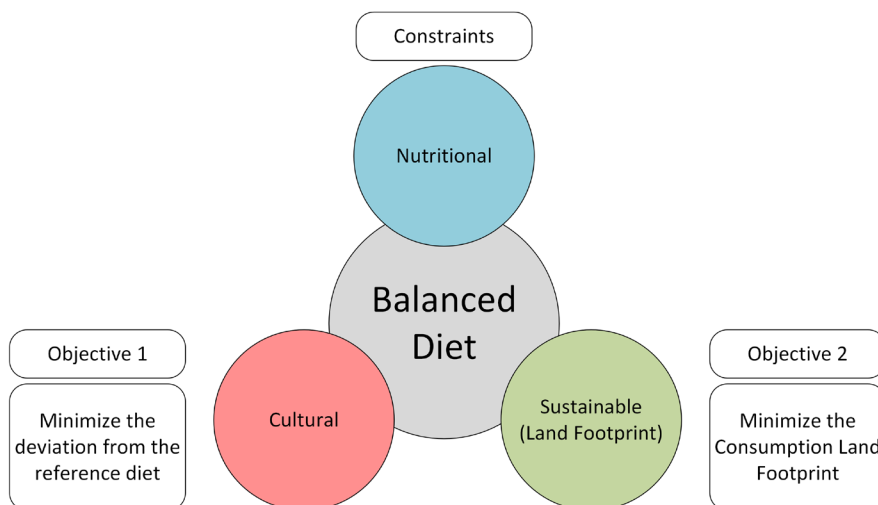 Constraints
Nutritional
Balanced
Diet
Objective 1
Minimize the
deviation from the
reference diet
Cultural
Sustainable
(Land Footprint)
Objective 2
Minimize the
Consumption Land
Footprint